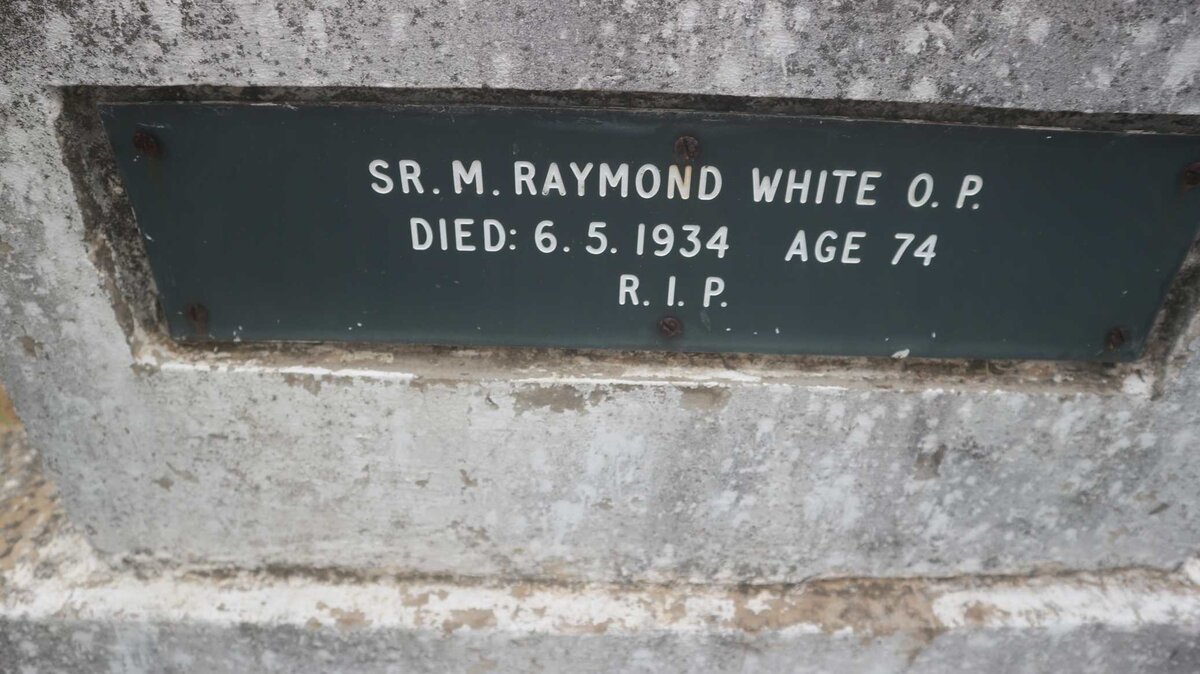 SR. M. RAYMOND WHITE O. P.
DIED: 6. 5. 1934 AGE 74
R. I. P.